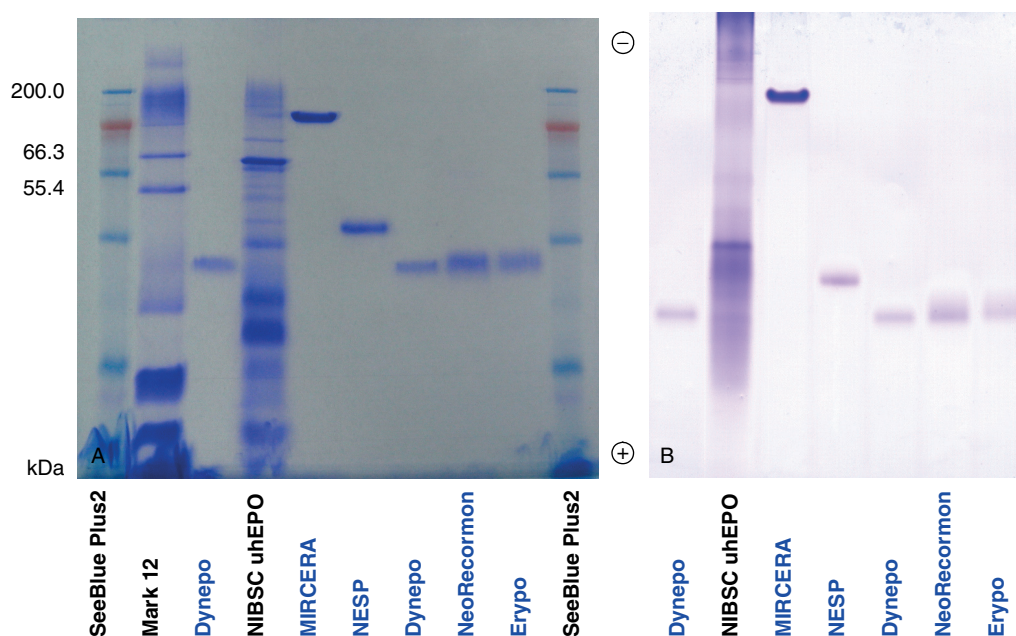 200.0
66.3
55.4
kDa
A
−
+
B
SeeBlue Plus2
Mark 12
Dynepo
NIBSC uhEPO
MIRCERA
NESP
Dynepo
NeoRecormon
Erypo
SeeBlue Plus2
Dynepo
NIBSC uhEPO
MIRCERA
NESP
Dynepo
NeoRecormon
Erypo